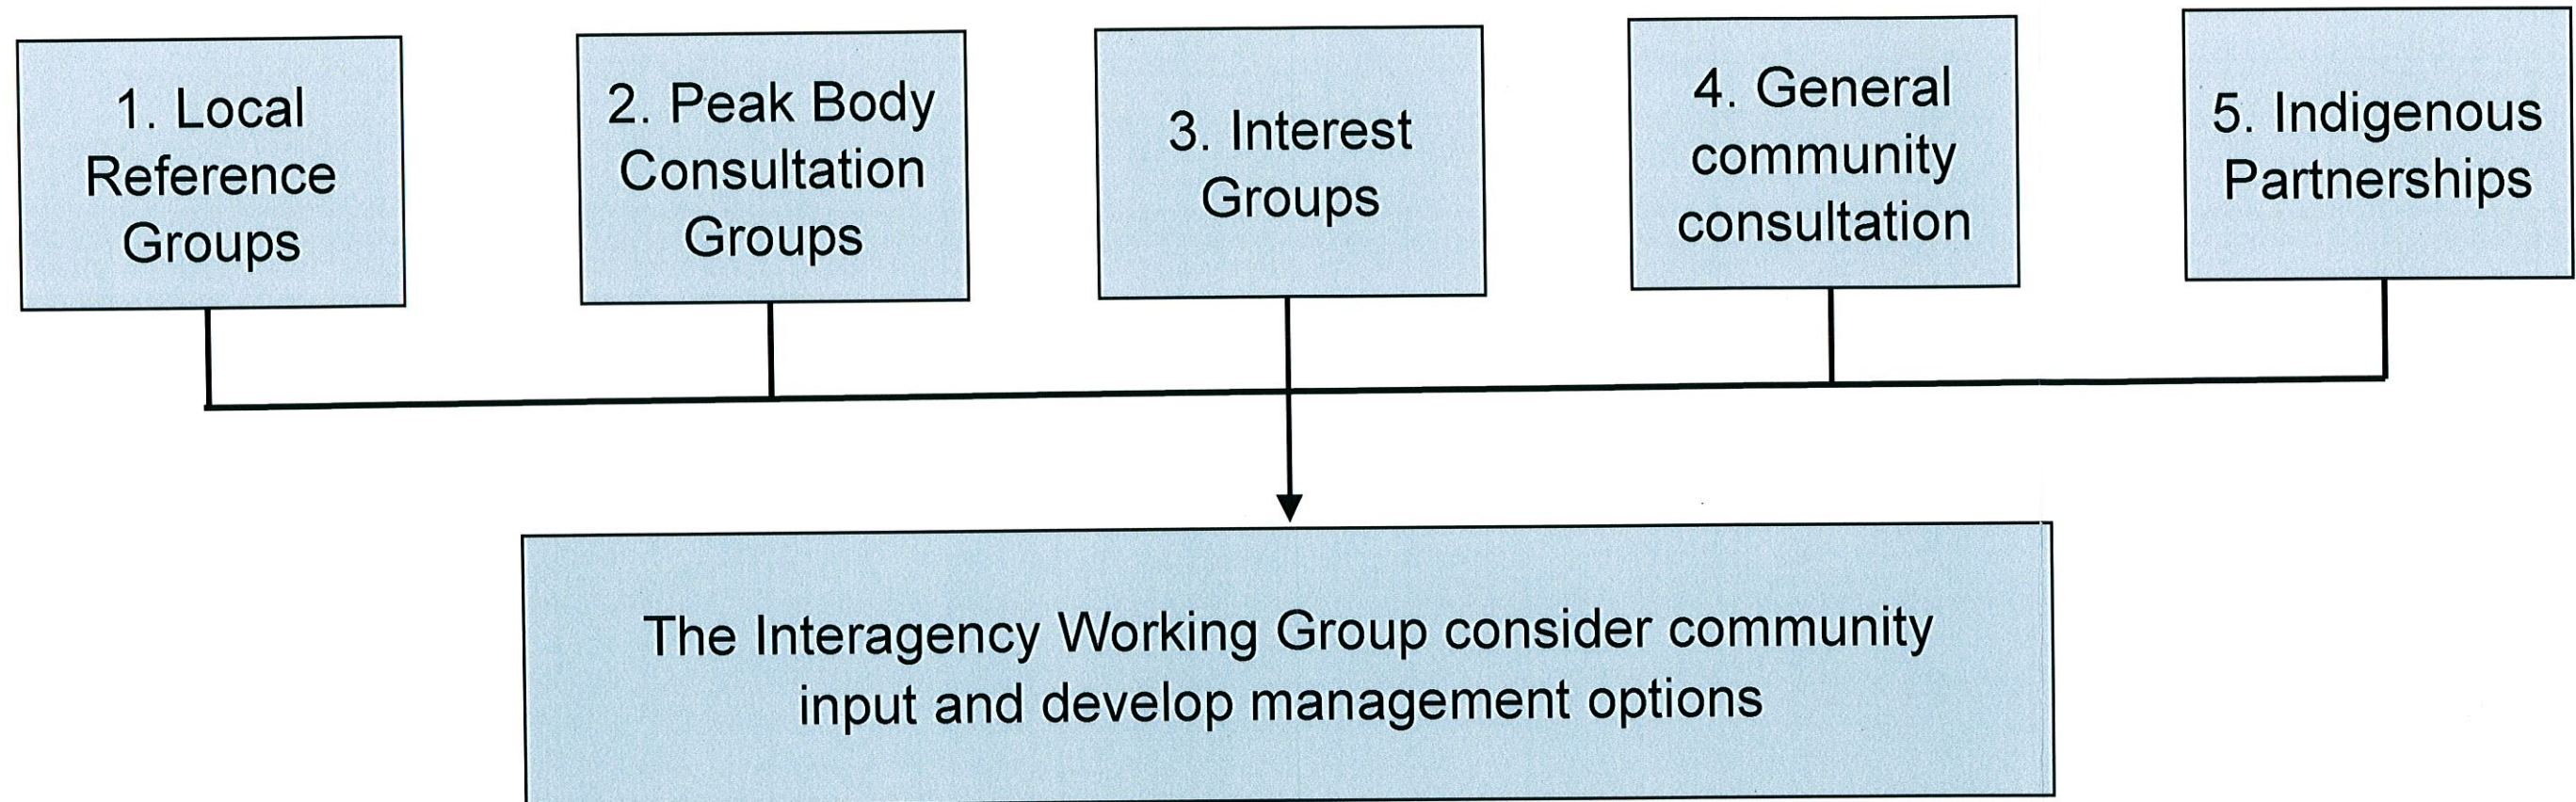 1. Local
Reference
Groups
2. Peak Body
Consultation
Groups
3. Interest
Groups
4. General
community
consultation
5. Indigenous
Partnerships
The Interagency Working Group consider community
input and develop management options